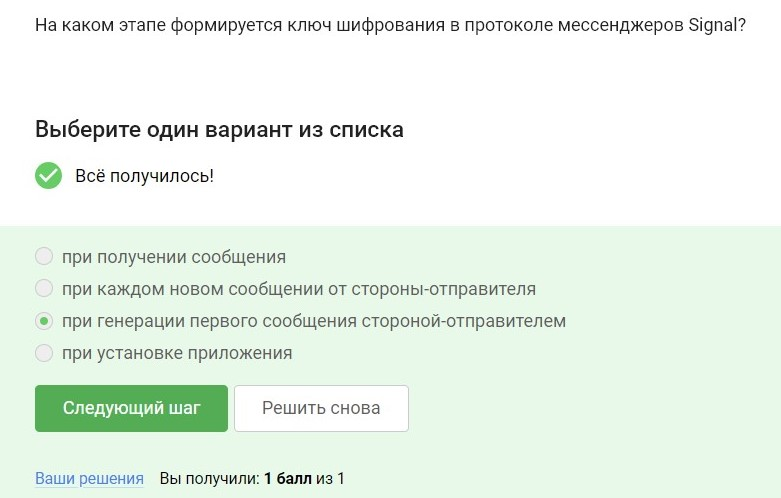 На каком этапе формируется ключ шифрования в протоколе мессенджеров Signal?
Выберите один вариант из списка
Всё получилось!
при получении сообщения
при каждом новом сообщении от стороны-отправителя
при генерации первого сообщения стороной-отправителем
при установке приложения
Следующий шаг
Решить снова
Ваши решения Вы получили: 1 балл из 1